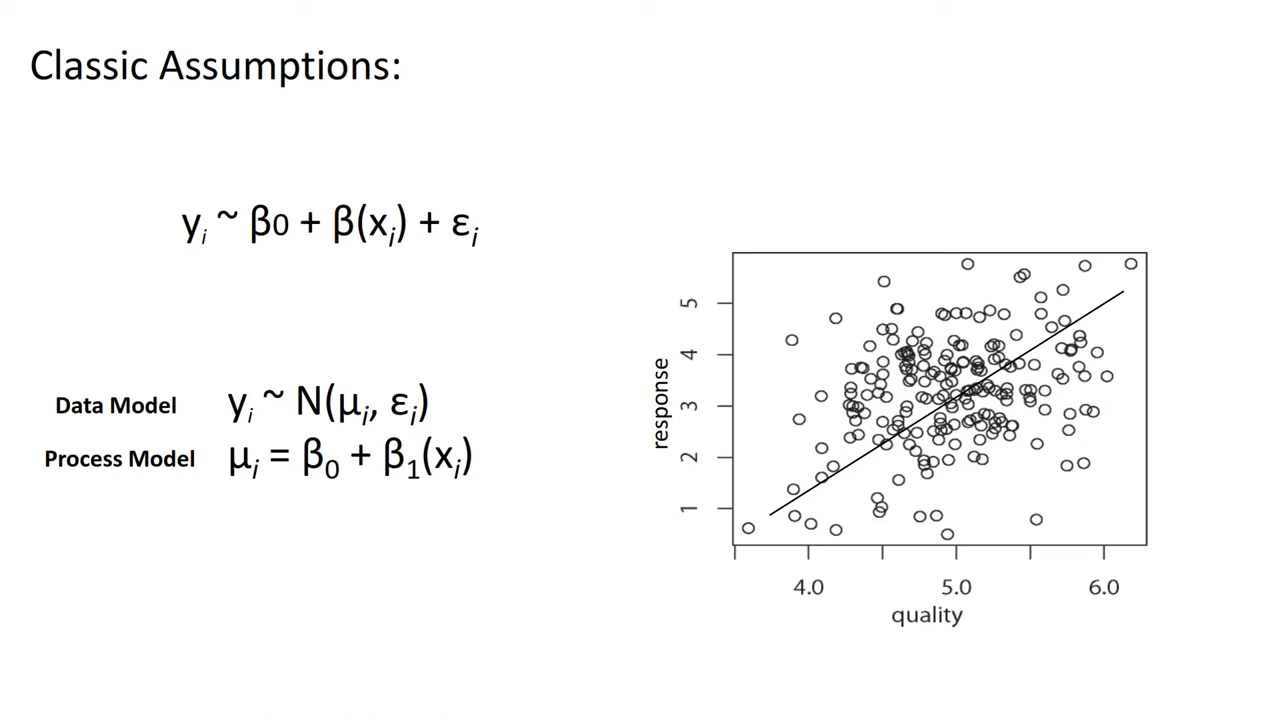 Classic Assumptions:
yᵢ ~ β0 + β(xᵢ) + εᵢ
Data Model yᵢ ~ N(μᵢ, εᵢ)
Process Model μᵢ = β₀ + β₁(xᵢ)
response
5
4
3
2
1
4.0 5.0 6.0
quality